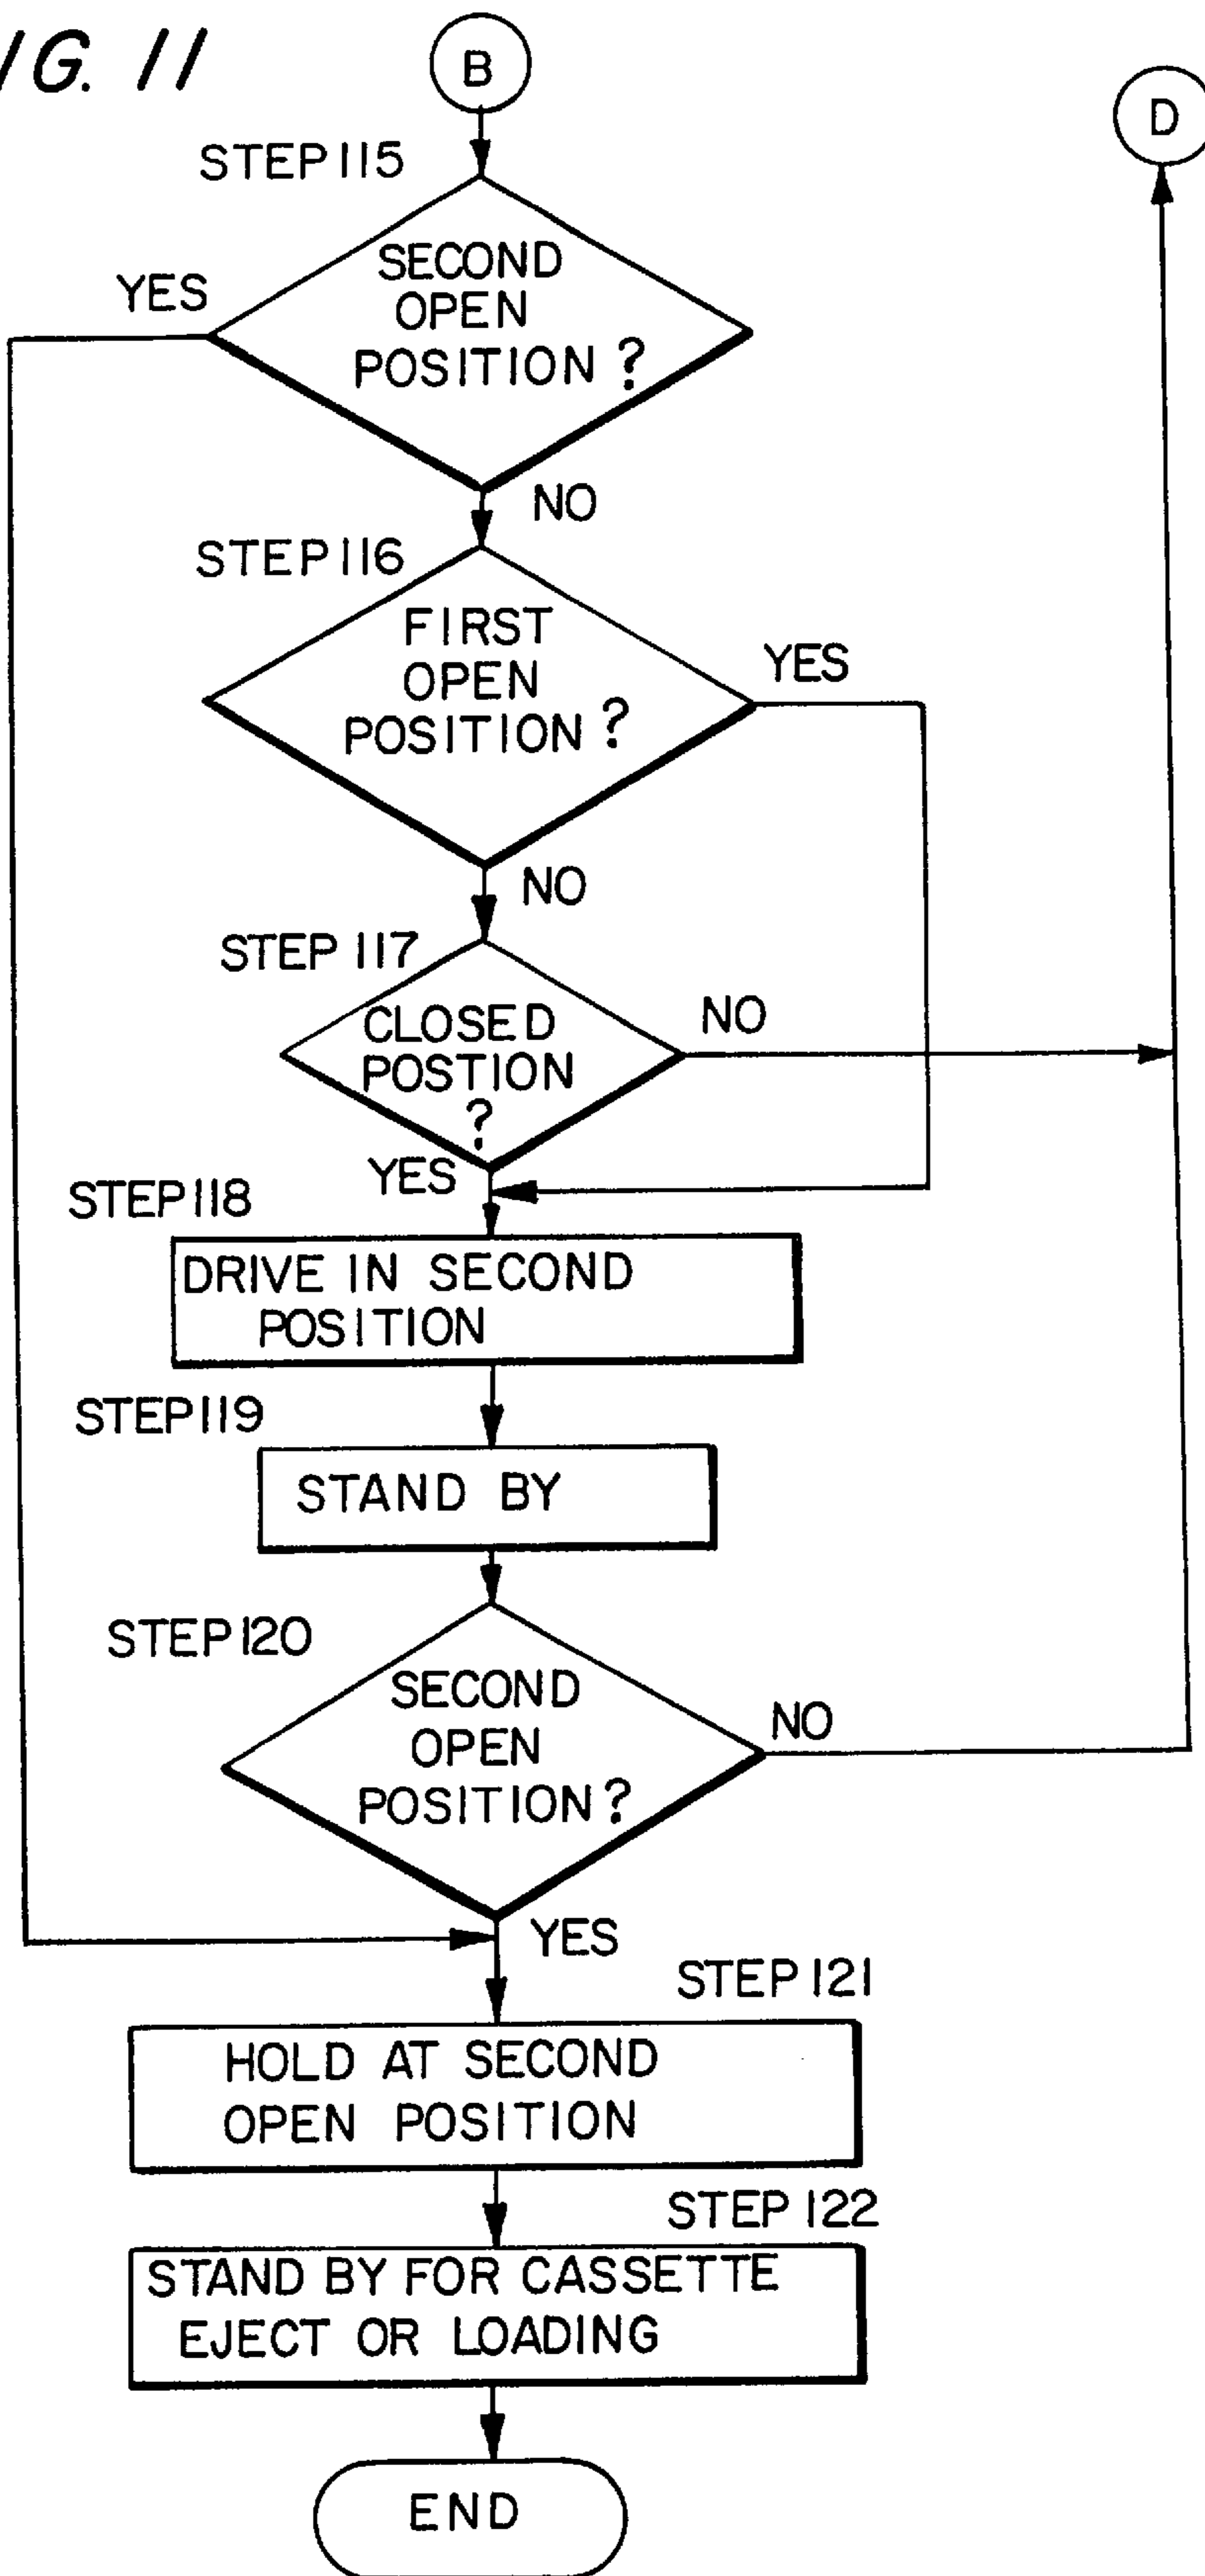 IG. 11
B
D
STEP 115
SECOND
OPEN
POSITION ?
YES
NO
STEP 116
FIRST
OPEN
POSITION ?
YES
NO
STEP 117
CLOSED
POSTION
?
NO
YES
STEP 118
DRIVE IN SECOND
POSITION
STEP 119
STAND BY
STEP 120
SECOND
OPEN
POSITION ?
NO
YES
STEP 121
HOLD AT SECOND
OPEN POSITION
STEP 122
STAND BY FOR CASSETTE
EJECT OR LOADING
END